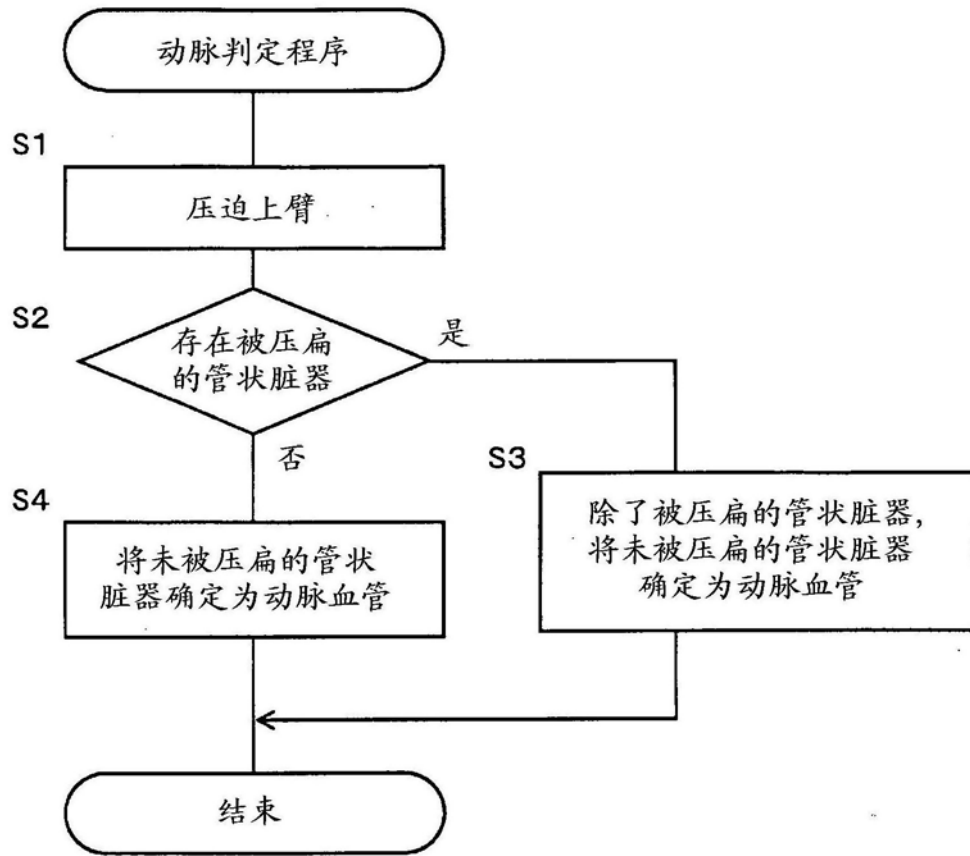 动脉判定程序
S1
压迫上臂
S2
存在被压扁
的管状脏器
是
否
S3
除了被压扁的管状脏器,
将未被压扁的管状脏器
确定为动脉血管
S4
将未被压扁的管状
脏器确定为动脉血管
结束